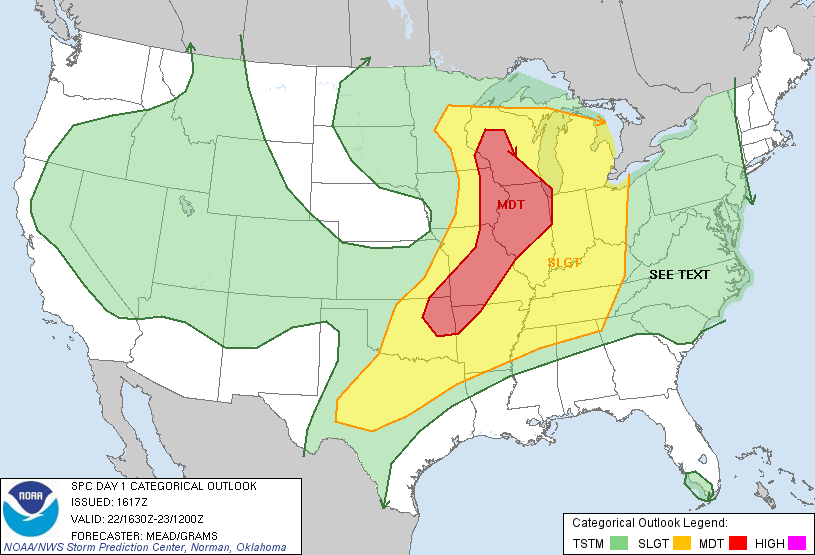 MDT
SLGT
SEE TEXT
NOAA
SPC DAY 1 CATEGORICAL OUTLOOK
ISSUED: 1617Z
VALID: 22/1630Z-23/1200Z
FORECASTER: MEAD/GRAMS
NOAA/NWS Storm Prediction Center, Norman, Oklahoma
Categorical Outlook Legend:
TSTM SLGT MDT HIGH